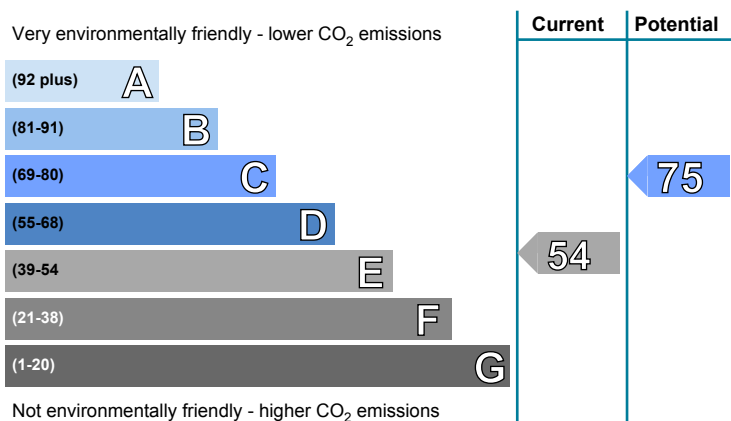 Very environmentally friendly - lower CO₂ emissions
Current
Potential
(92 plus) A
(81-91) B
(69-80) C
75
(55-68) D
(39-54 E
54
(21-38) F
(1-20) G
Not environmentally friendly - higher CO₂ emissions